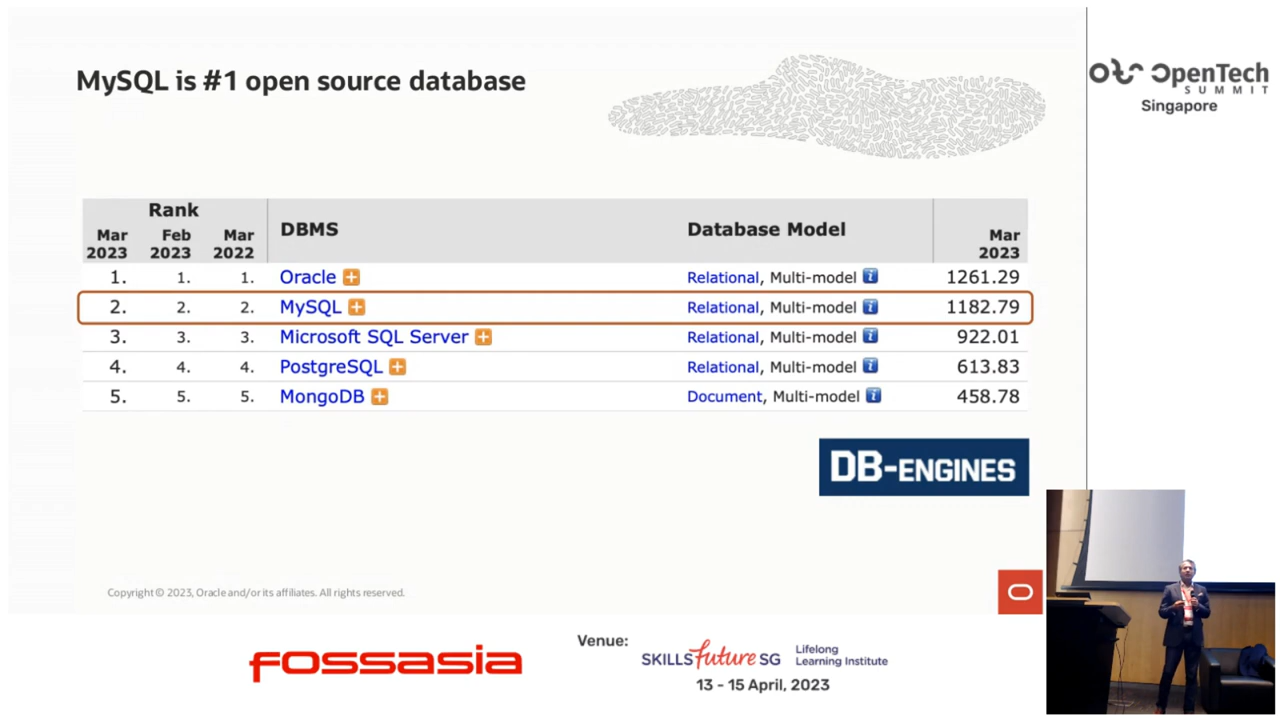 MySQL is #1 open source database
OpenTech
SUMMIT
Singapore
Rank
Mar 2023 Feb 2023 Mar 2022 DBMS Database Model Mar 2023
1. 1. 1. Oracle Relational, Multi-model 1261.29
2. 2. 2. MySQL Relational, Multi-model 1182.79
3. 3. 3. Microsoft SQL Server Relational, Multi-model 922.01
4. 4. 4. PostgreSQL Relational, Multi-model 613.83
5. 5. 5. MongoDB Document, Multi-model 458.78
DB-ENGINES
Copyright © 2023, Oracle and/or its affiliates. All rights reserved.
fossasia
Venue:
SKILLSfuture SG
Lifelong
Learning Institute
13 - 15 April, 2023